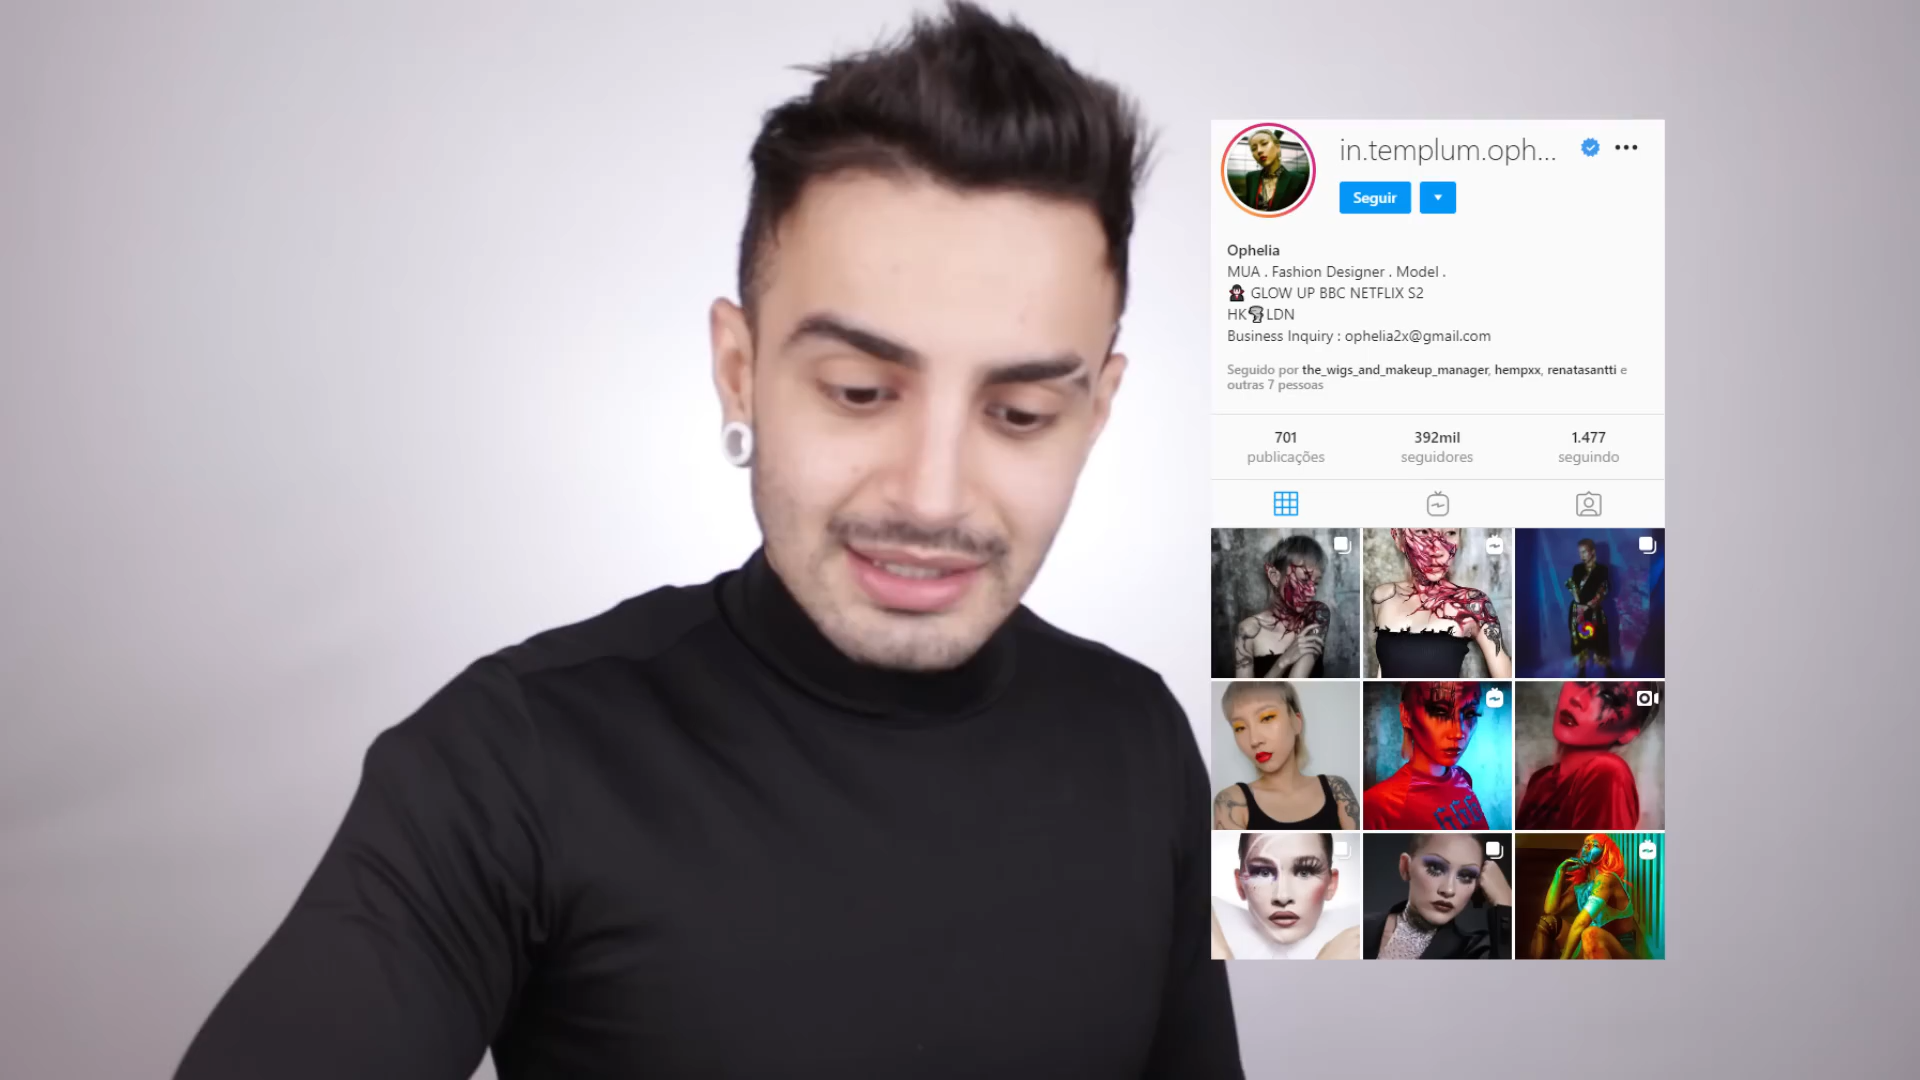 in.templum.oph...
Seguir
Ophelia
MUA . Fashion Designer . Model .
GLOW UP BBC NETFLIX S2
HK🌪LDN
Business Inquiry : ophelia2x@gmail.com
Seguido por the_wigs_and_makeup_manager, hempxx, renatasantti e
outras 7 pessoas
701 392mil 1.477
publicações seguidores seguindo
666